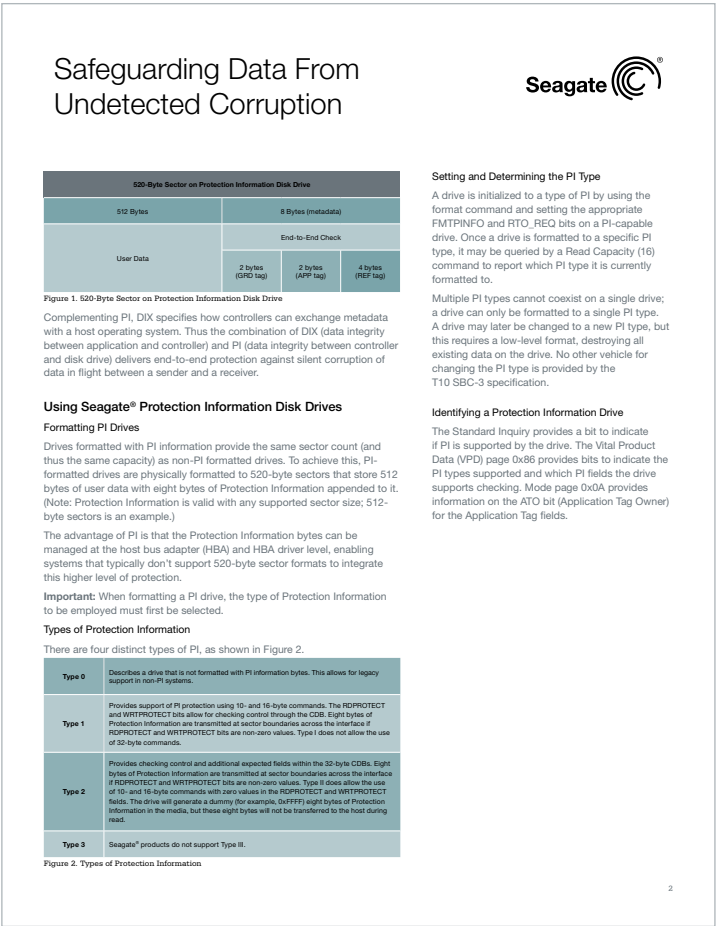 Safeguarding Data From
Undetected Corruption
Seagate®
520-Byte Sector on Protection Information Disk Drive
512 Bytes
8 Bytes (metadata)
User Data
End-to-End Check
2 bytes
(GRD tag)
2 bytes
(APP tag)
4 bytes
(REF tag)
Figure 1. 520-Byte Sector on Protection Information Disk Drive
Complementing PI, DIX specifies how controllers can exchange metadata
with a host operating system. Thus the combination of DIX (data integrity
between application and controller) and PI (data integrity between controller
and disk drive) delivers end-to-end protection against silent corruption of
data in flight between a sender and a receiver.
Using Seagate® Protection Information Disk Drives
Formatting PI Drives
Drives formatted with PI information provide the same sector count (and
thus the same capacity) as non-PI formatted drives. To achieve this, PI-
formatted drives are physically formatted to 520-byte sectors that store 512
bytes of user data with eight bytes of Protection Information appended to it.
(Note: Protection Information is valid with any supported sector size; 512-
byte sectors is an example.)
The advantage of PI is that the Protection Information bytes can be
managed at the host bus adapter (HBA) and HBA driver level, enabling
systems that typically don't support 520-byte sector formats to integrate
this higher level of protection.
Important: When formatting a PI drive, the type of Protection Information
to be employed must first be selected.
Types of Protection Information
There are four distinct types of PI, as shown in Figure 2.
Type 0
Describes a drive that is not formatted with PI information bytes. This allows for legacy
support in non-PI systems.
Type 1
Provides support of PI protection using 10- and 16-byte commands. The RDPROTECT
and WRTPROTECT bits allow for checking control through the CDB. Eight bytes of
Protection Information are transmitted at sector boundaries across the interface if
RDPROTECT and WRTPROTECT bits are non-zero values. Type I does not allow the use
of 32-byte commands.
Type 2
Provides checking control and additional expected fields within the 32-byte CDBs. Eight
bytes of Protection Information are transmitted at sector boundaries across the interface
if RDPROTECT and WRTPROTECT bits are non-zero values. Type II does allow the use
of 10- and 16-byte commands with zero values in the RDPROTECT and WRTPROTECT
fields. The drive will generate a dummy (for example, 0xFFFF) eight bytes of Protection
Information in the media, but these eight bytes will not be transferred to the host during
read.
Type 3
Seagate® products do not support Type III.
Figure 2. Types of Protection Information
Setting and Determining the PI Type
A drive is initialized to a type of PI by using the
format command and setting the appropriate
FMTPINFO and RTO_REQ bits on a PI-capable
drive. Once a drive is formatted to a specific PI
type, it may be queried by a Read Capacity (16)
command to report which PI type it is currently
formatted to.
Multiple PI types cannot coexist on a single drive;
a drive can only be formatted to a single PI type.
A drive may later be changed to a new PI type, but
this requires a low-level format, destroying all
existing data on the drive. No other vehicle for
changing the PI type is provided by the
T10 SBC-3 specification.
Identifying a Protection Information Drive
The Standard Inquiry provides a bit to indicate
if PI is supported by the drive. The Vital Product
Data (VPD) page 0x86 provides bits to indicate the
PI types supported and which PI fields the drive
supports checking. Mode page 0x0A provides
information on the ATO bit (Application Tag Owner)
for the Application Tag fields.
2